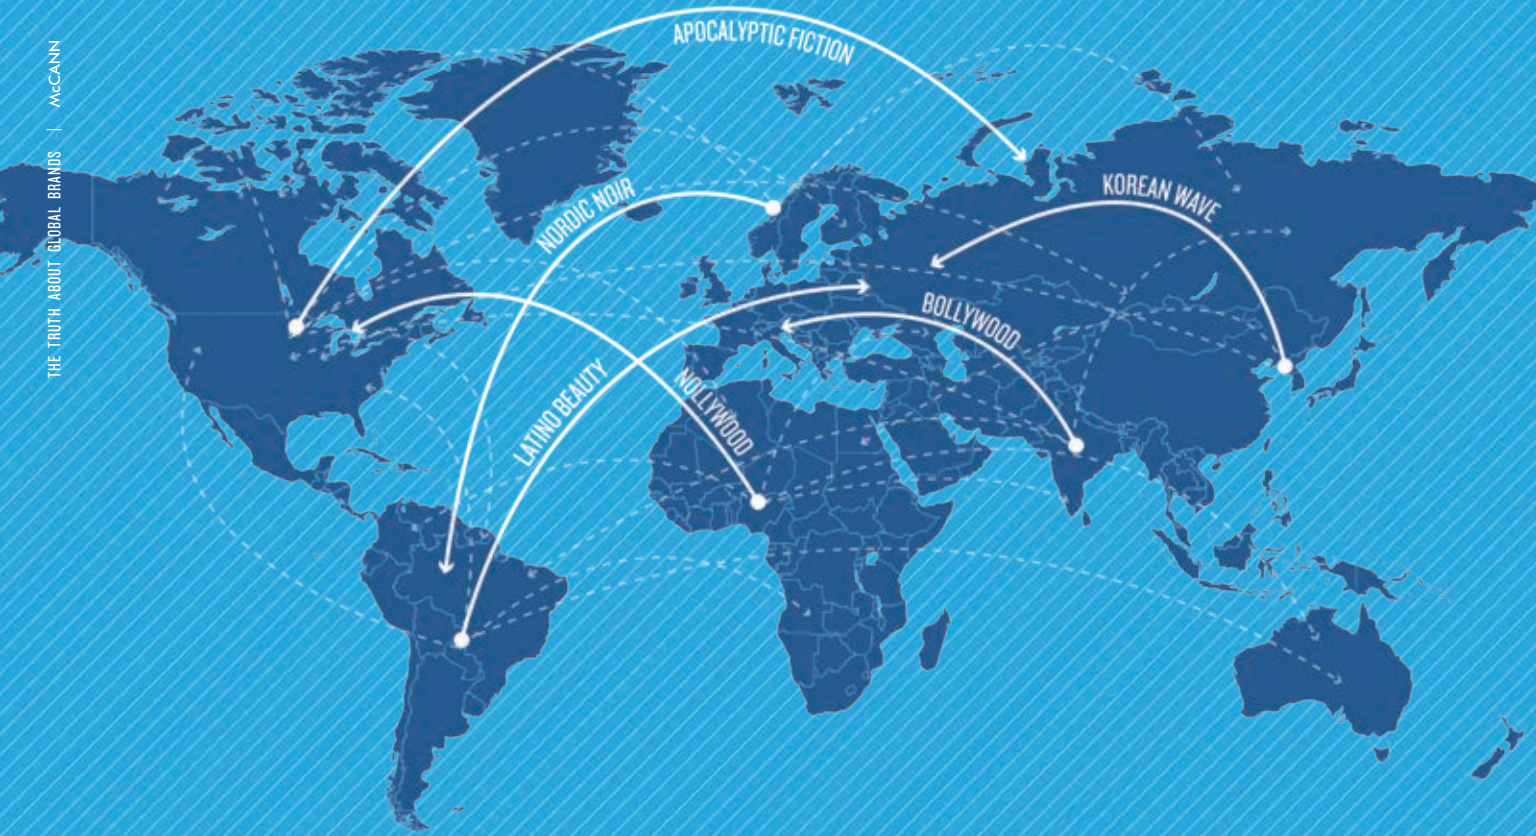 THE TRUTH ABOUT GLOBAL BRANDS | McCANN
APOCALYPTIC FICTION
NORDIC NOIR
KOREAN WAVE
BOLLYWOOD
LATINO BEAUTY
NOLLYWOOD